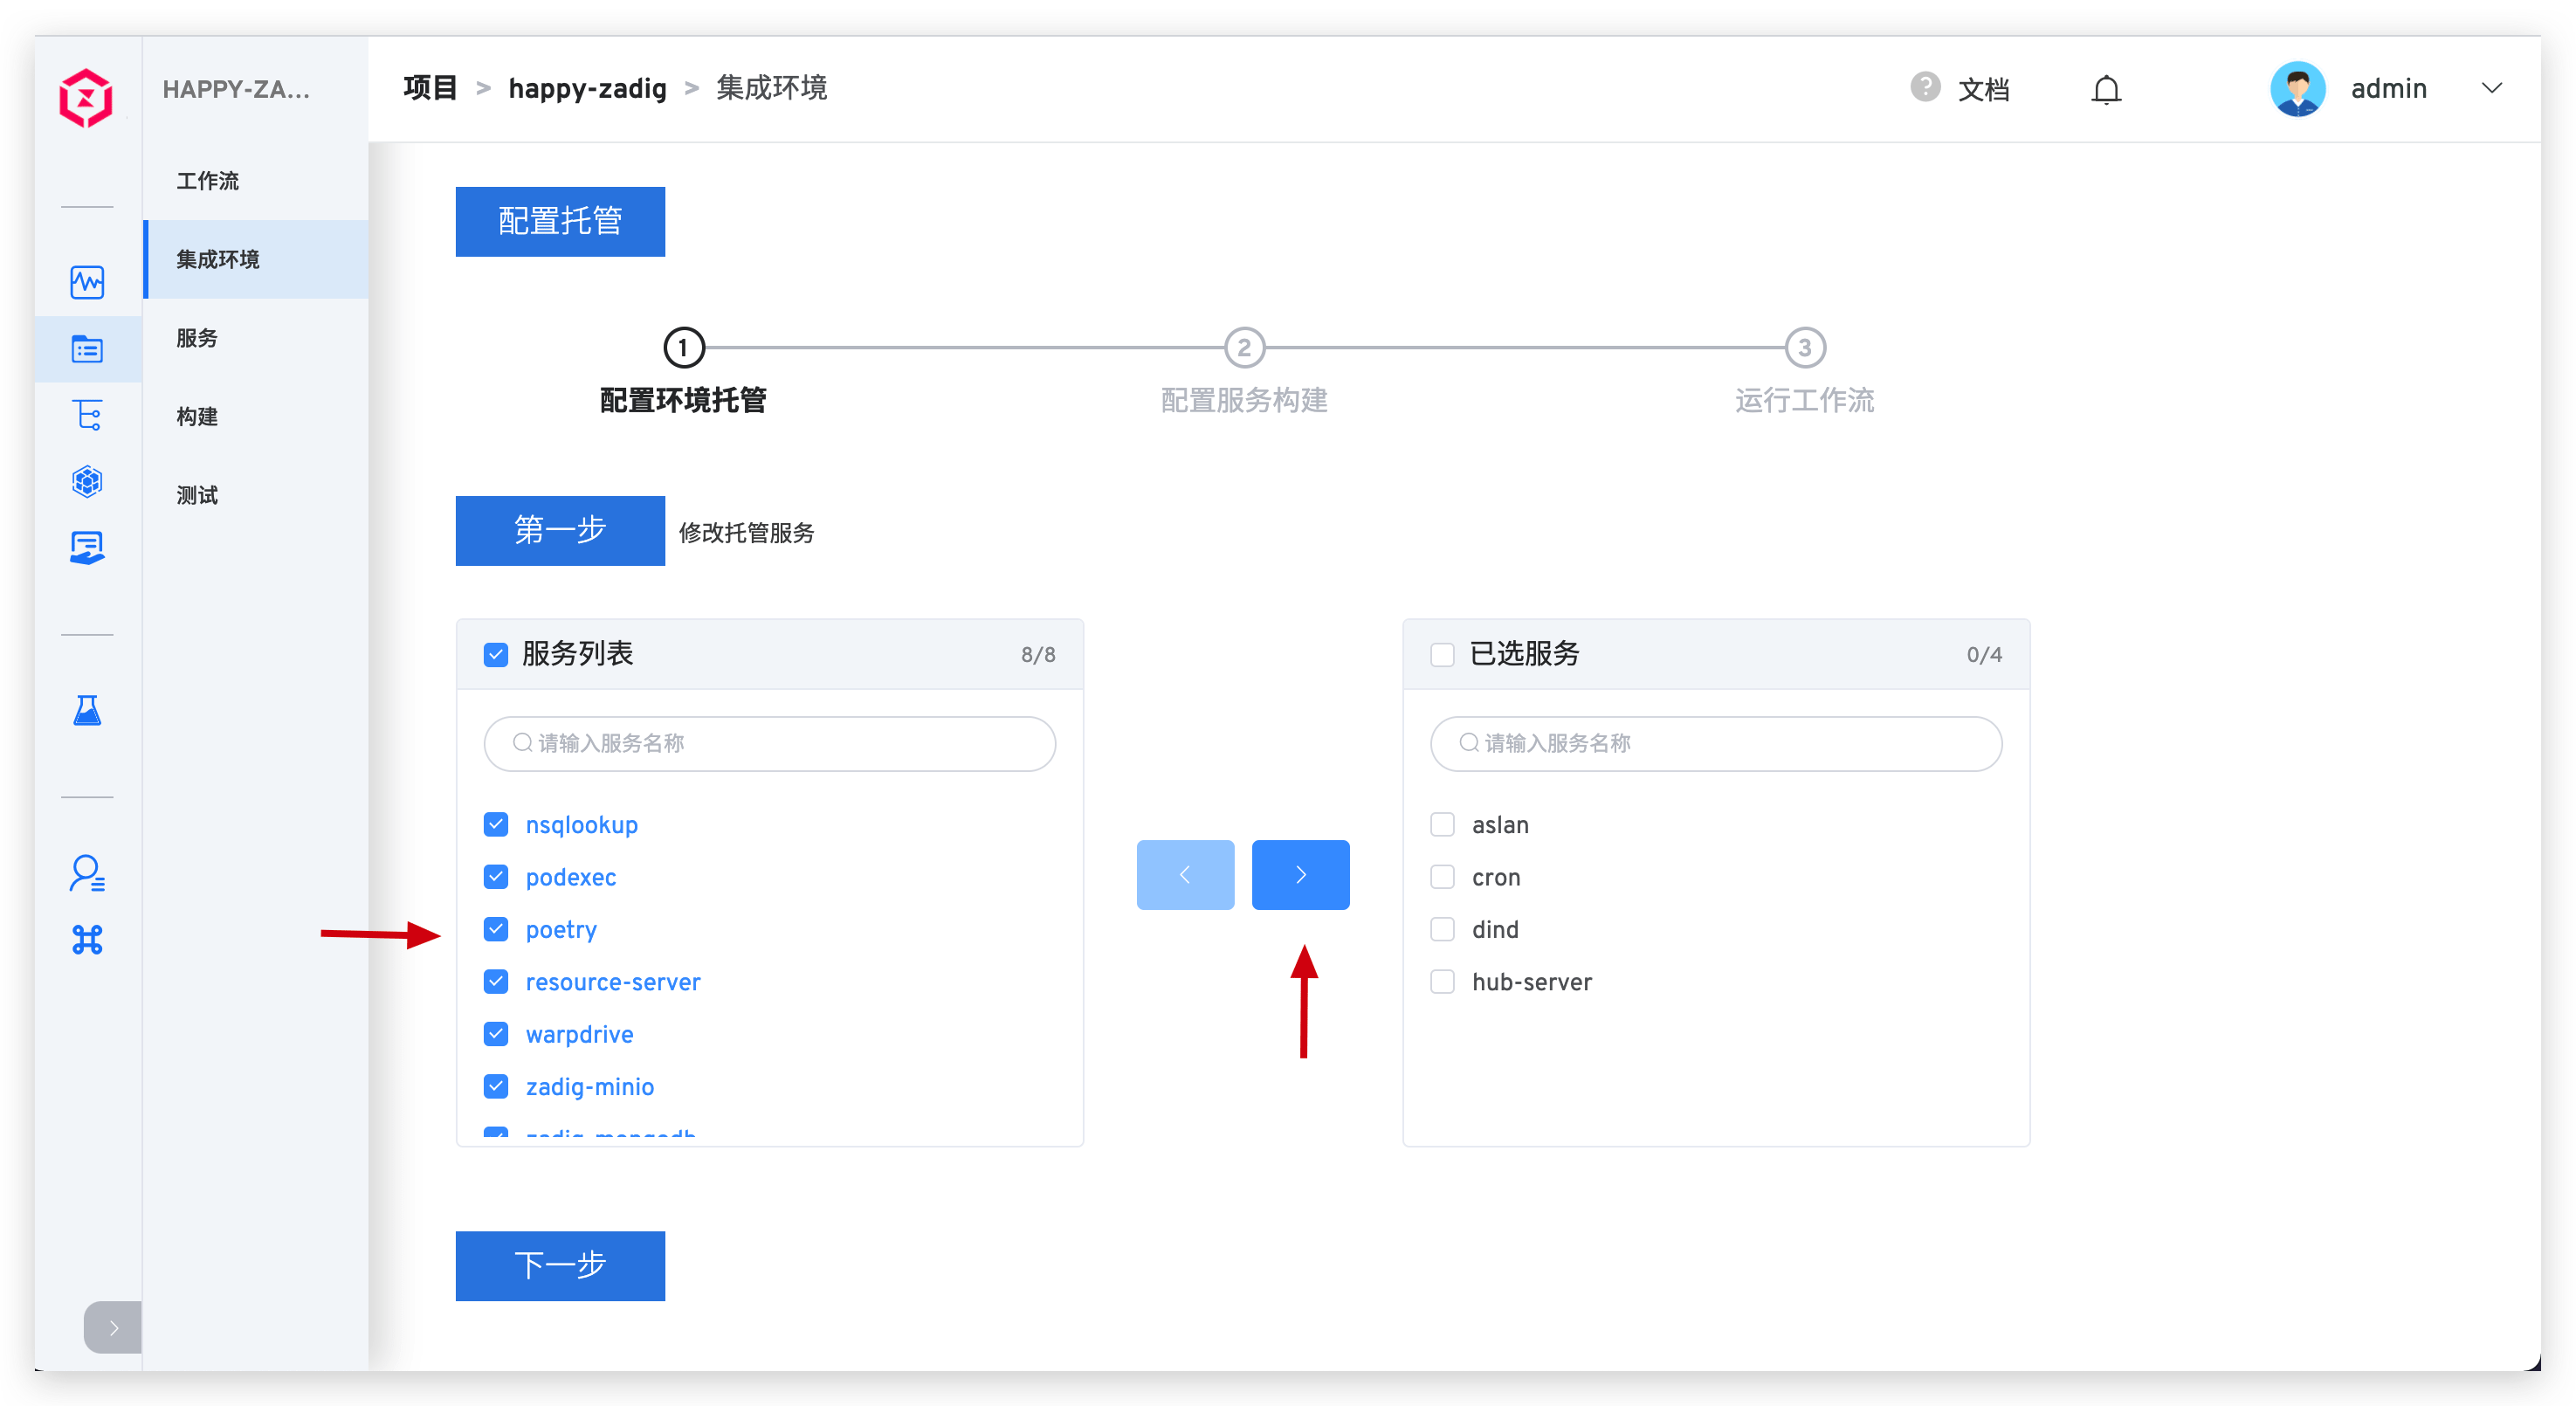 HAPPY-ZA...
项目 > happy-zadig > 集成环境
? 文档
admin
工作流
集成环境
服务
构建
测试
配置托管
1
2
3
配置环境托管
配置服务构建
运行工作流
第一步
修改托管服务
服务列表
8/8
请输入服务名称
nsqlookup
podexec
poetry
resource-server
warpdrive
zadig-minio
zadig-mongodb
已选服务
0/4
请输入服务名称
aslan
cron
dind
hub-server
下一步